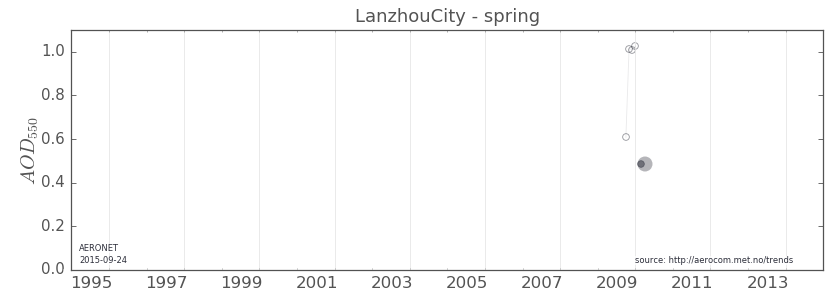 LanzhouCity - spring
1.0
0.8
0.6
0.4
0.2
0.0
AOD550
AERONET
2015-09-24
source: http://aerocom.met.no/trends
1995 1997 1999 2001 2003 2005 2007 2009 2011 2013